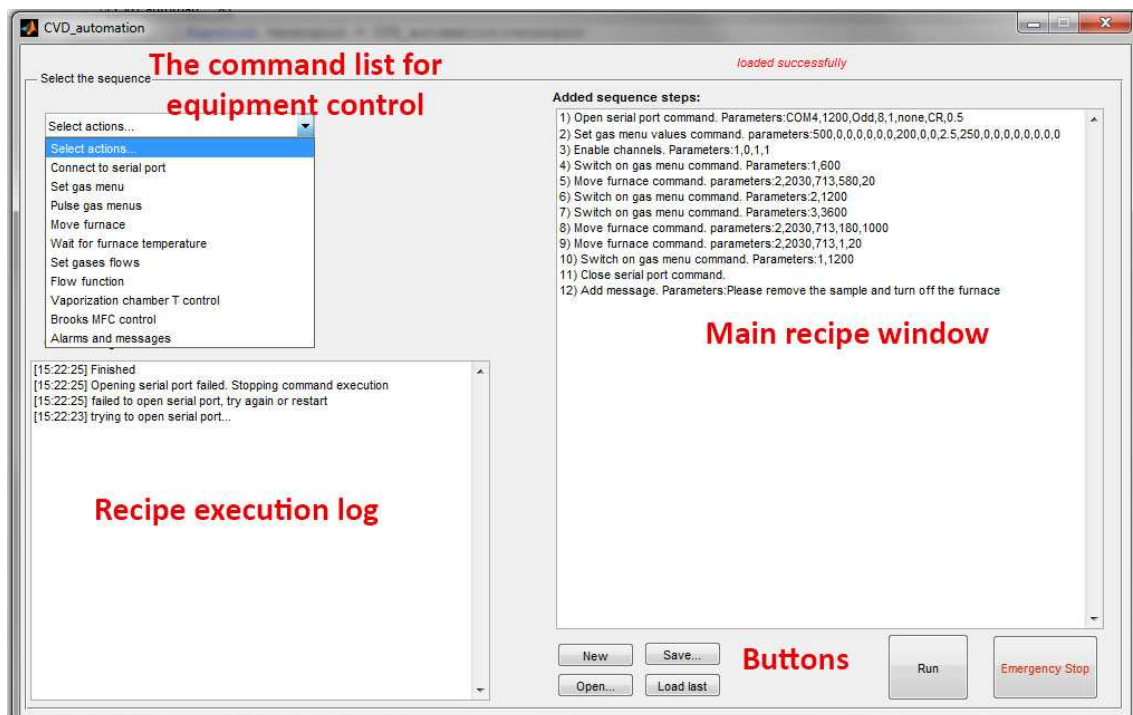 CVD_automation
loaded successfully
Select the sequence
The command list for
equipment control
Select actions...
Select actions...
Connect to serial port
Set gas menu
Pulse gas menus
Move furnace
Wait for furnace temperature
Set gases flows
Flow function
Vaporization chamber T control
Brooks MFC control
Alarms and messages
[15:22:25] Finished
[15:22:25] Opening serial port failed. Stopping command execution
[15:22:25] failed to open serial port, try again or restart
[15:22:23] trying to open serial port...
Recipe execution log
Added sequence steps:
1) Open serial port command. Parameters:COM4,1200,Odd,8,1,none,CR,0.5
2) Set gas menu values command. parameters:500,0,0,0,0,0,0,200,0,0,2.5,250,0,0,0,0,0,0,0,0
3) Enable channels. Parameters:1,0,1,1
4) Switch on gas menu command. Parameters:1,600
5) Move furnace command. parameters:2,2030,713,580,20
6) Switch on gas menu command. Parameters:2,1200
7) Switch on gas menu command. Parameters:3,3600
8) Move furnace command. parameters:2,2030,713,180,1000
9) Move furnace command. parameters:2,2030,713,1,20
10) Switch on gas menu command. Parameters:1,1200
11) Close serial port command.
12) Add message. Parameters:Please remove the sample and turn off the furnace
Main recipe window
New
Save...
Buttons
Run
Emergency Stop
Open...
Load last